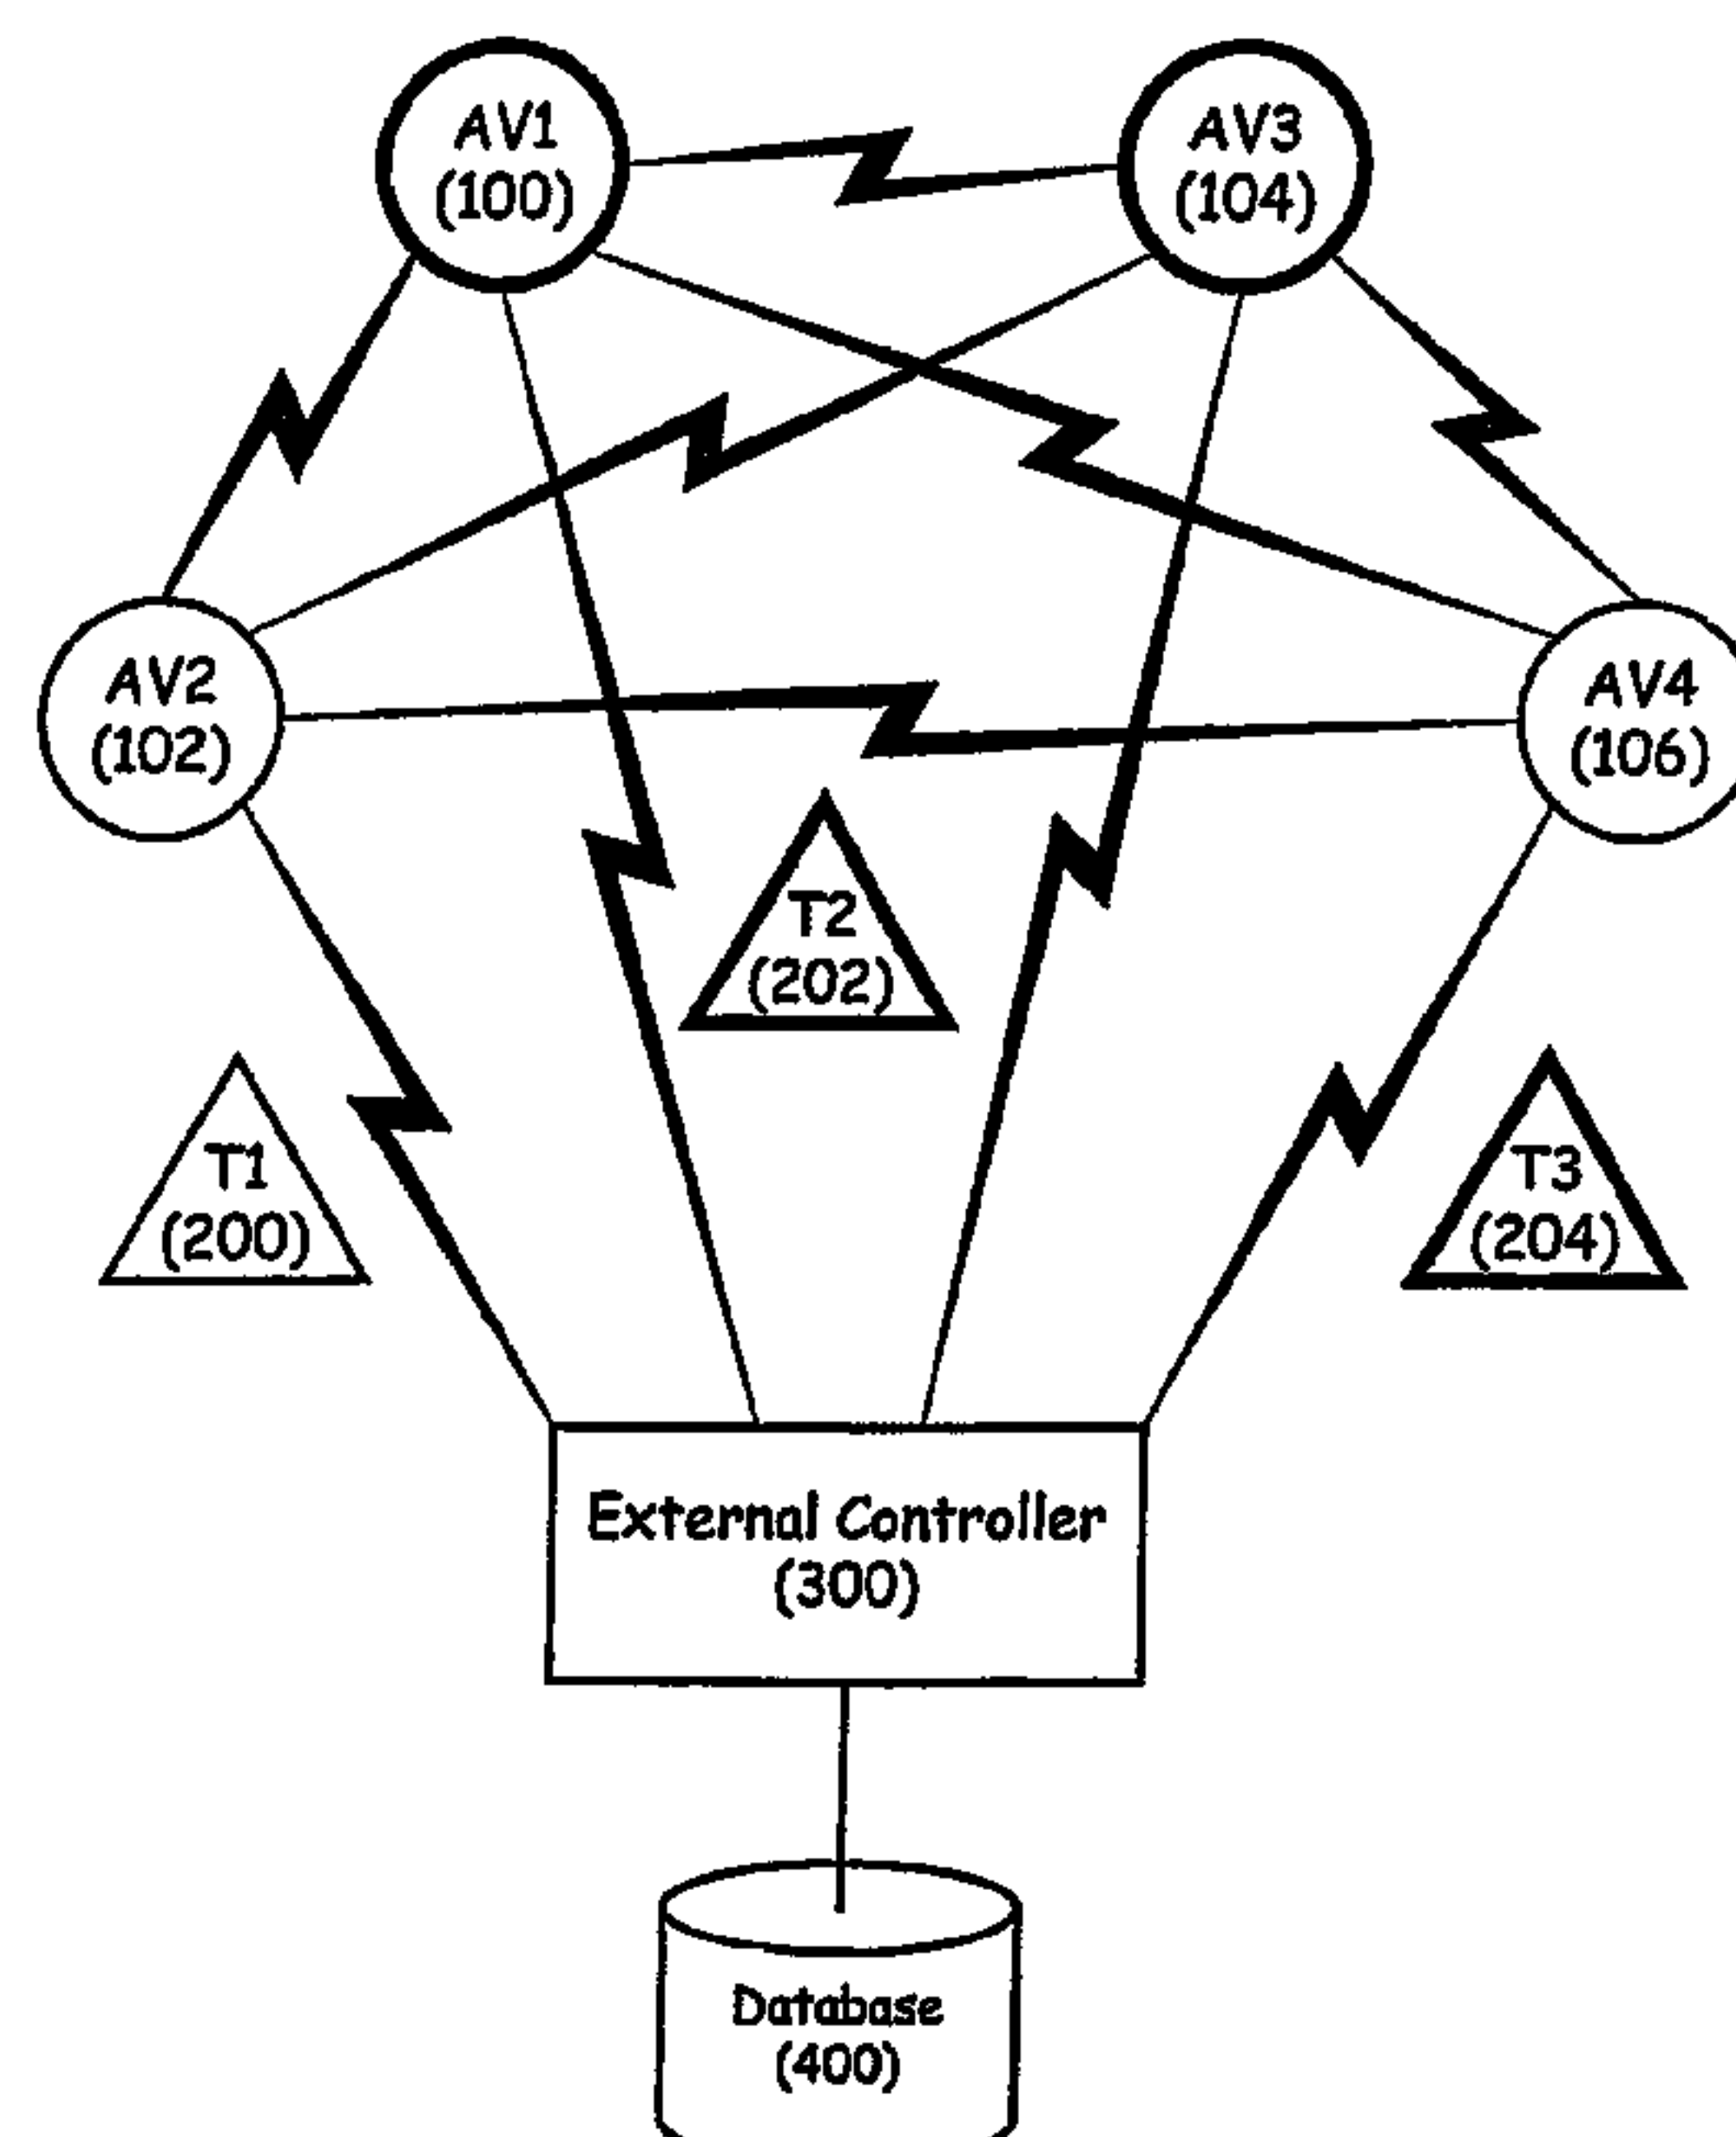 AV1
(100)
AV3
(104)
AV2
(102)
AV4
(106)
T2
(202)
T1
(200)
T3
(204)
External Controller
(300)
Database
(400)